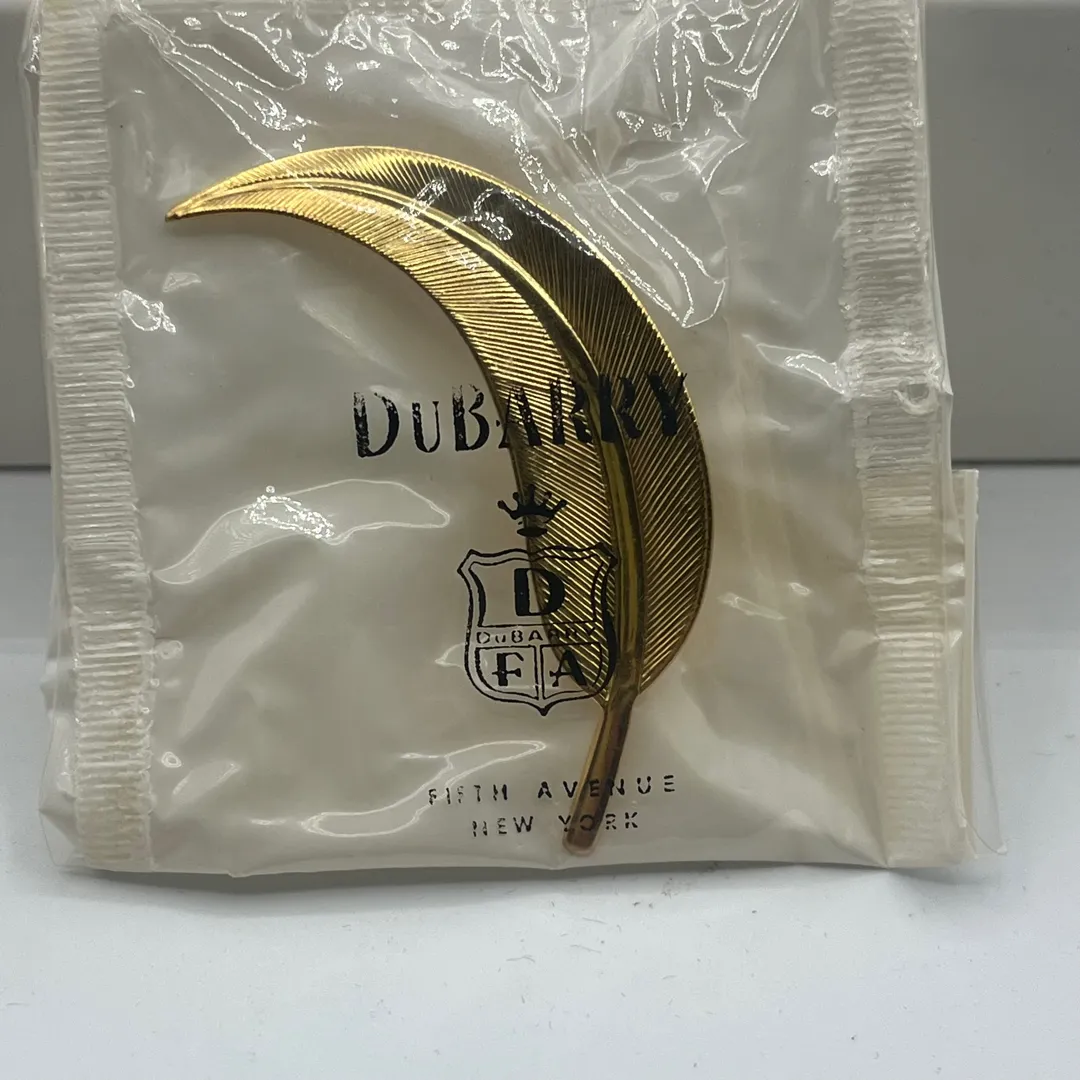 DuBARRY
D
DuBARRY
F A
FIFTH AVENUE
NEW YORK